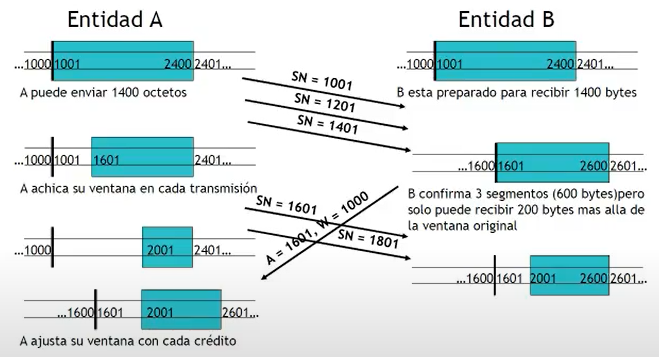 Entidad A
Entidad B
...1000 1001 2400 2401...
...1000 1001 2400 2401...
A puede enviar 1400 octetos
B esta preparado para recibir 1400 bytes
SN = 1001
SN = 1201
SN = 1401
...1000 1001 1601 2401...
A achica su ventana en cada transmisión
...1600 1601 2600 2601...
B confirma 3 segmentos (600 bytes)pero
solo puede recibir 200 bytes mas alla de
la ventana original
SN = 1601
A = 1601, W = 1000
SN = 1801
...1000 2001 2401...
...1600 1601 2001 2600 2601...
...1600 1601 2001 2601...
A ajusta su ventana con cada crédito